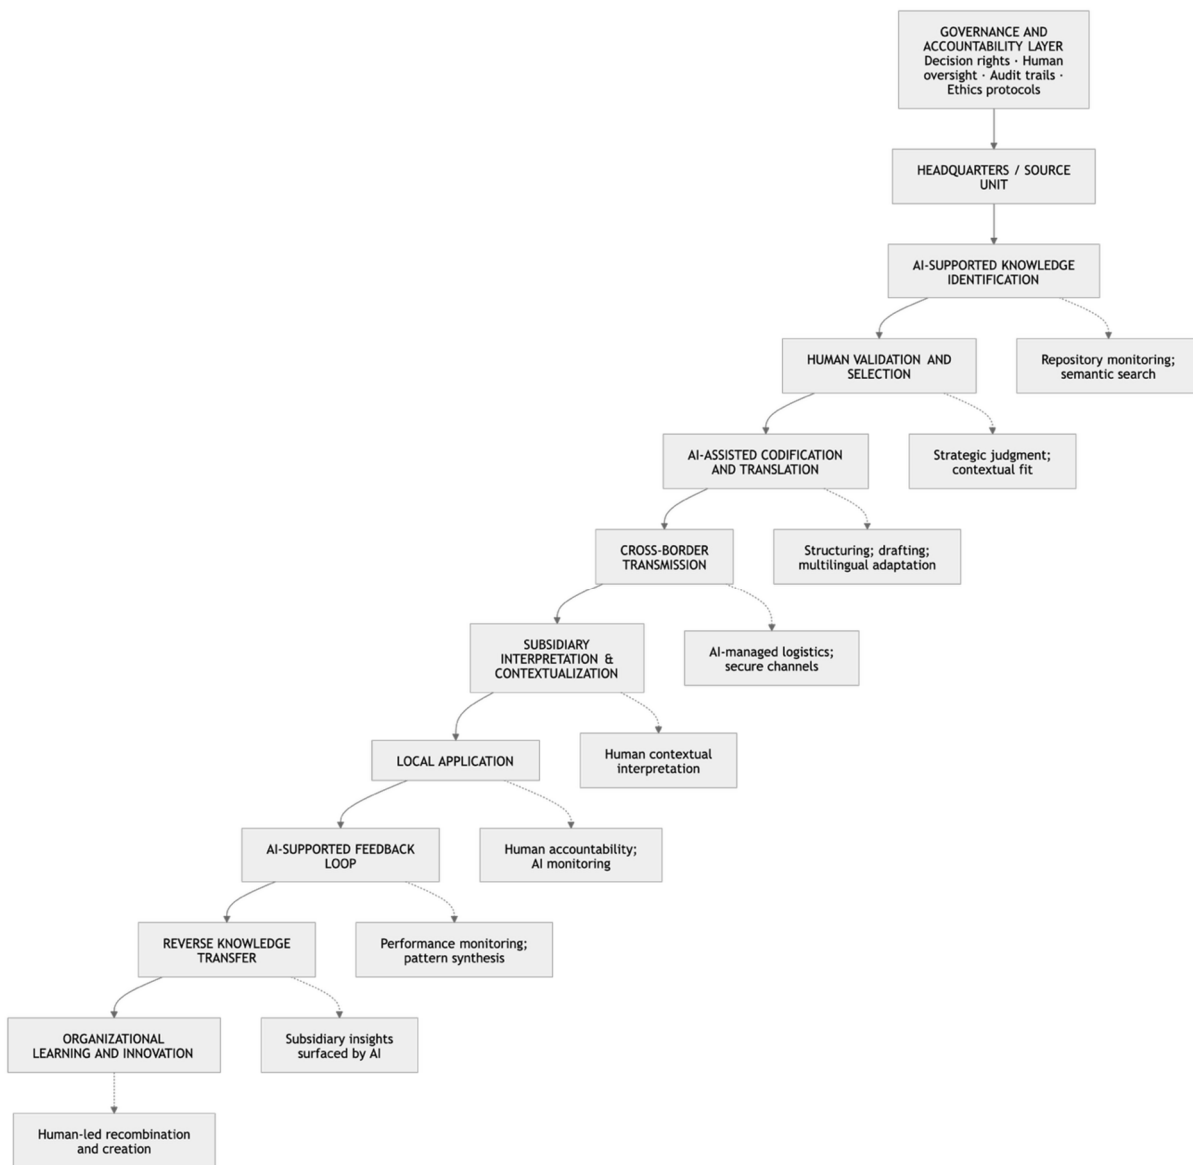 GOVERNANCE AND
ACCOUNTABILITY LAYER
Decision rights · Human
oversight · Audit trails ·
Ethics protocols
HEADQUARTERS / SOURCE
UNIT
AI-SUPPORTED KNOWLEDGE
IDENTIFICATION
HUMAN VALIDATION AND
SELECTION
Repository monitoring;
semantic search
AI-ASSISTED CODIFICATION
AND TRANSLATION
Strategic judgment;
contextual fit
CROSS-BORDER
TRANSMISSION
Structuring; drafting;
multilingual adaptation
SUBSIDIARY
INTERPRETATION &
CONTEXTUALIZATION
AI-managed logistics;
secure channels
LOCAL APPLICATION
Human contextual
interpretation
AI-SUPPORTED FEEDBACK
LOOP
Human accountability;
AI monitoring
REVERSE KNOWLEDGE
TRANSFER
Performance monitoring;
pattern synthesis
ORGANIZATIONAL
LEARNING AND INNOVATION
Subsidiary insights
surfaced by AI
Human-led recombination
and creation